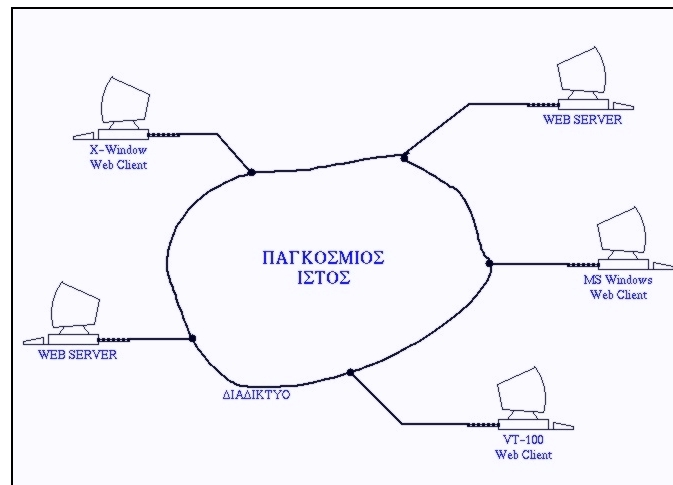 WEB SERVER
X-Window
Web Client
ΠΑΓΚΟΣΜΙΟΣ
ΙΣΤΟΣ
MS Windows
Web Client
WEB SERVER
ΔΙΑΔΙΚΤΥΟ
VT-100
Web Client